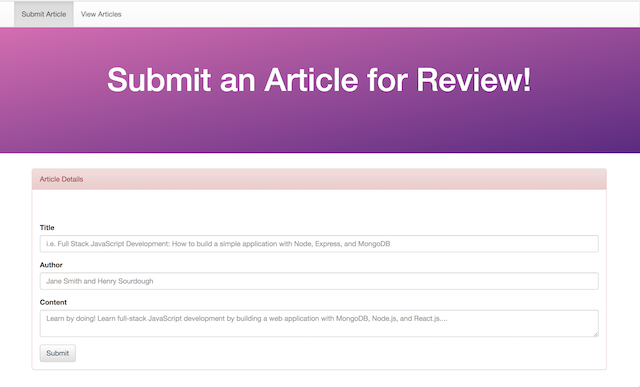 Submit Article View Articles
Submit an Article for Review!
Article Details
Title
i.e. Full Stack JavaScript Development: How to build a simple application with Node, Express, and MongoDB
Author
Jane Smith and Henry Sourdough
Content
Learn by doing! Learn full-stack JavaScript development by building a web application with MongoDB, Node.js, and React.js....
Submit